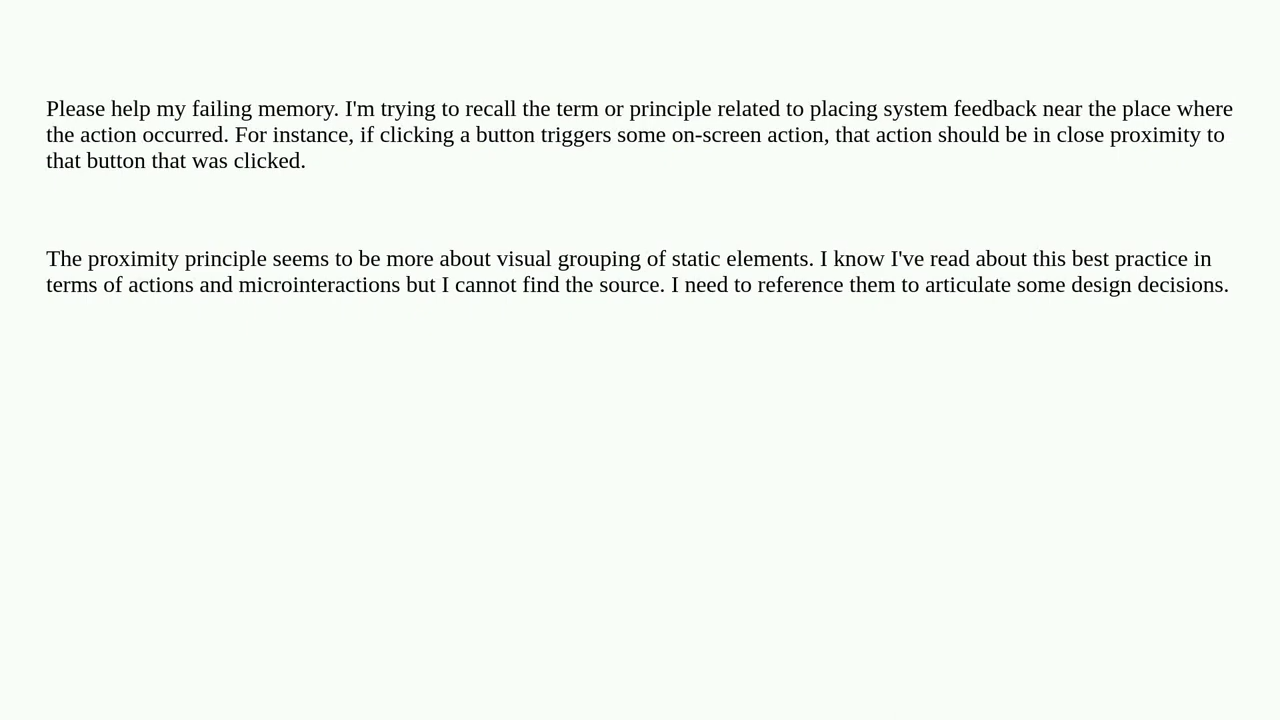 Please help my failing memory. I'm trying to recall the term or principle related to placing system feedback near the place where
the action occurred. For instance, if clicking a button triggers some on-screen action, that action should be in close proximity to
that button that was clicked.
The proximity principle seems to be more about visual grouping of static elements. I know I've read about this best practice in
terms of actions and microinteractions but I cannot find the source. I need to reference them to articulate some design decisions.